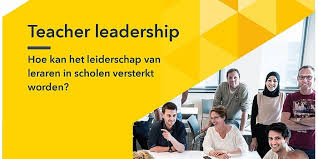 Teacher leadership
Hoe kan het leiderschap van
leraren in scholen versterkt
worden?